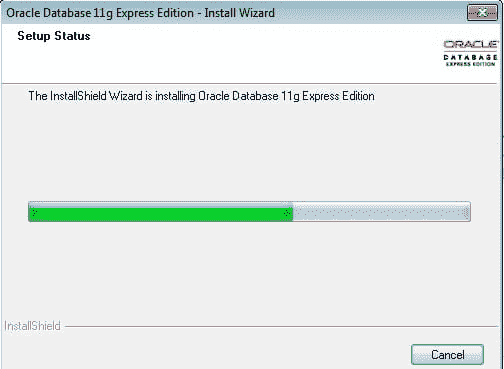 Oracle Database 11g Express Edition - Install Wizard
Setup Status
ORACLE
DATABASE
EXPRESS EDITION
The InstallShield Wizard is installing Oracle Database 11g Express Edition
InstallShield
Cancel